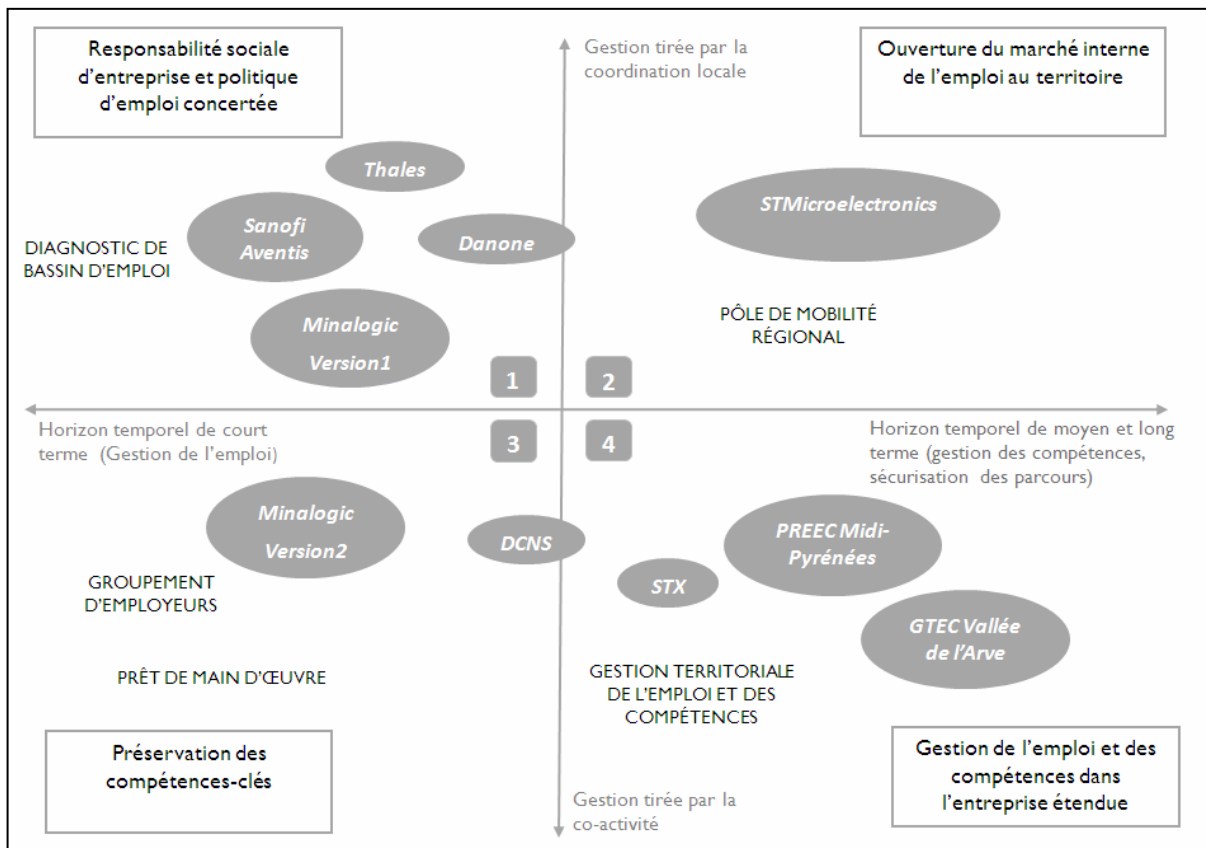 Responsabilité sociale
d'entreprise et politique
d'emploi concertée
Gestion tirée par la
coordination locale
Ouverture du marché interne
de l'emploi au territoire
Thales
Sanofi
Aventis
Danone
STMicroelectronics
DIAGNOSTIC DE
BASSIN D'EMPLOI
Minalogic
Version1
PÔLE DE MOBILITÉ
RÉGIONAL
1
2
Horizon temporel de court
terme (Gestion de l'emploi)
3
4
Horizon temporel de moyen et long
terme (gestion des compétences,
sécurisation des parcours)
Minalogic
Version2
DCNS
STX
PREEC Midi-
Pyrénées
GTEC Vallée
de l'Arve
GROUPEMENT
D'EMPLOYEURS
PRÊT DE MAIN D'ŒUVRE
GESTION TERRITORIALE
DE L'EMPLOI ET DES
COMPÉTENCES
Préservation des
compétences-clés
Gestion tirée par la
co-activité
Gestion de l'emploi et des
compétences dans
l'entreprise étendue